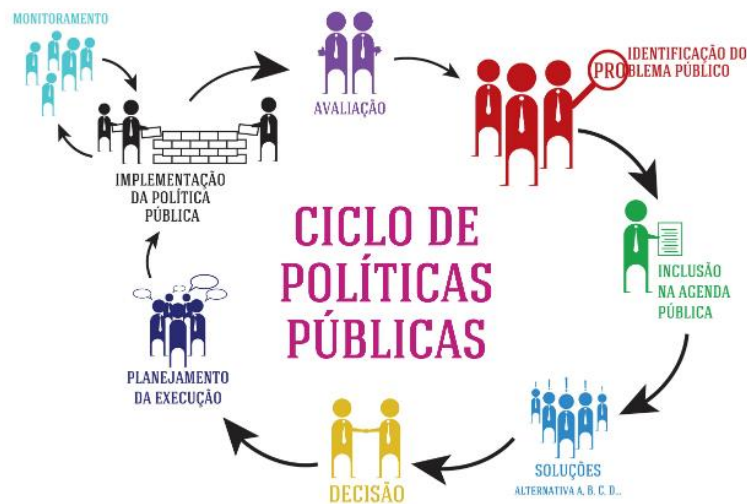 CICLO DE
POLÍTICAS
PÚBLICAS
IDENTIFICAÇÃO DO
PROBLEMA PÚBLICO
INCLUSÃO
NA AGENDA
PÚBLICA
SOLUÇÕES
ALTERNATIVA A, B, C, D...
DECISÃO
PLANEJAMENTO
DA EXECUÇÃO
IMPLEMENTAÇÃO
DA POLÍTICA
PÚBLICA
MONITORAMENTO
AVALIAÇÃO